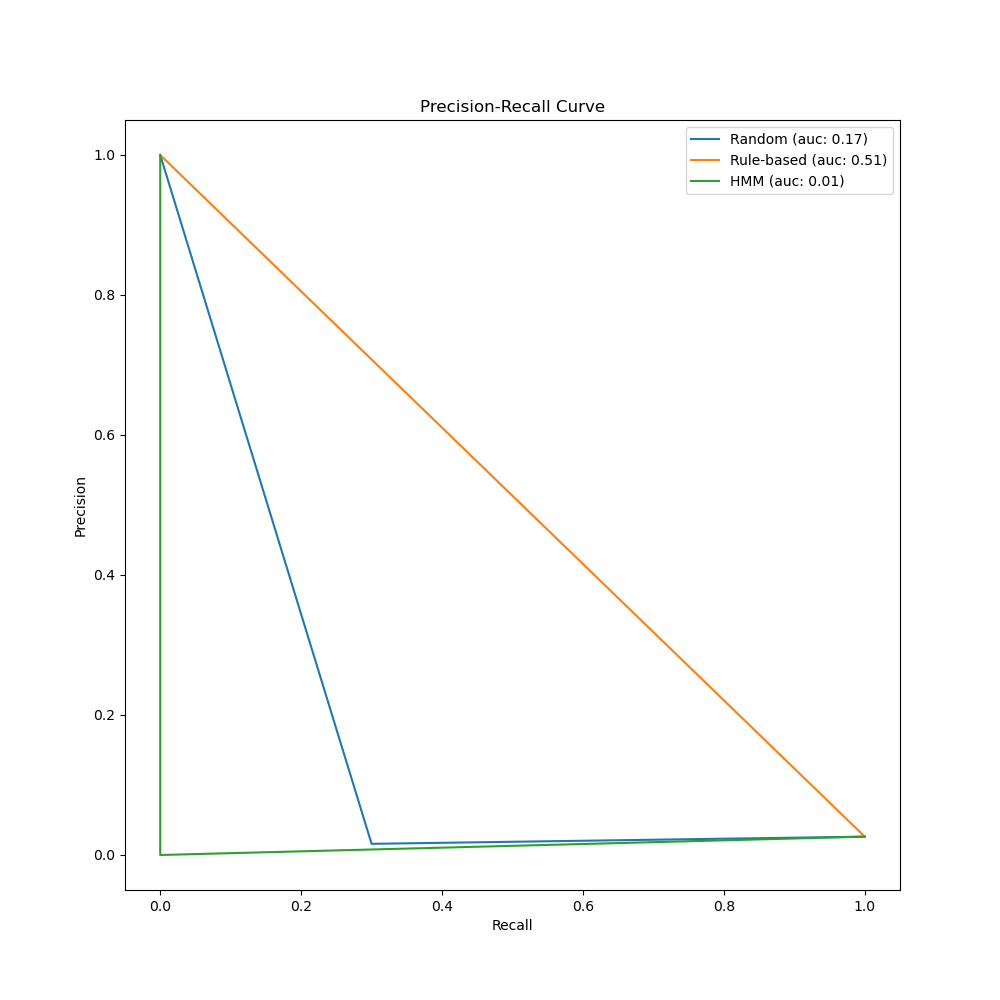 Precision-Recall Curve
Random (auc: 0.17)
Rule-based (auc: 0.51)
HMM (auc: 0.01)
1.0
0.8
0.6
0.4
0.2
0.0
Precision
0.0 0.2 0.4 0.6 0.8 1.0
Recall